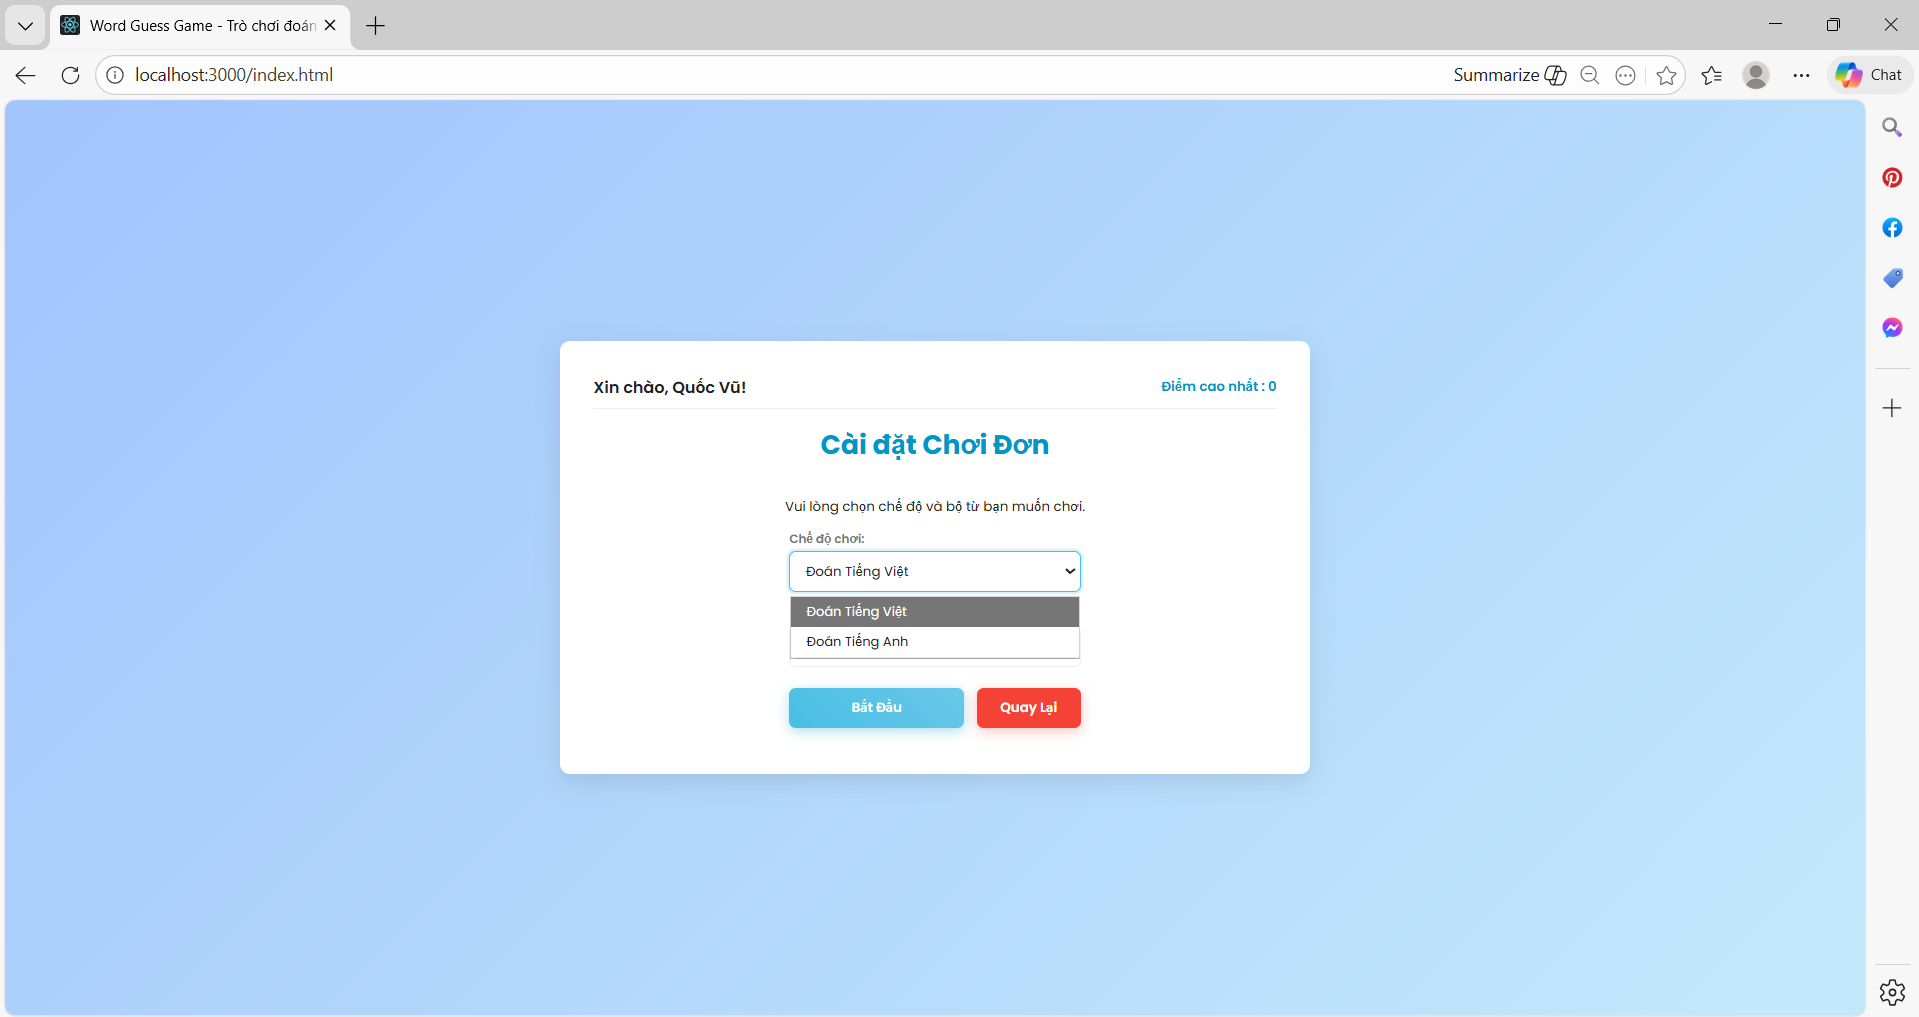 Word Guess Game - Trò chơi đoán
localhost:3000/index.html
Summarize
Chat
Xin chào, Quốc Vũ!
Điểm cao nhất : 0
Cài đặt Chơi Đơn
Vui lòng chọn chế độ và bộ từ bạn muốn chơi.
Chế độ chơi:
Đoán Tiếng Việt
Đoán Tiếng Việt
Đoán Tiếng Anh
Bắt Đầu
Quay Lại